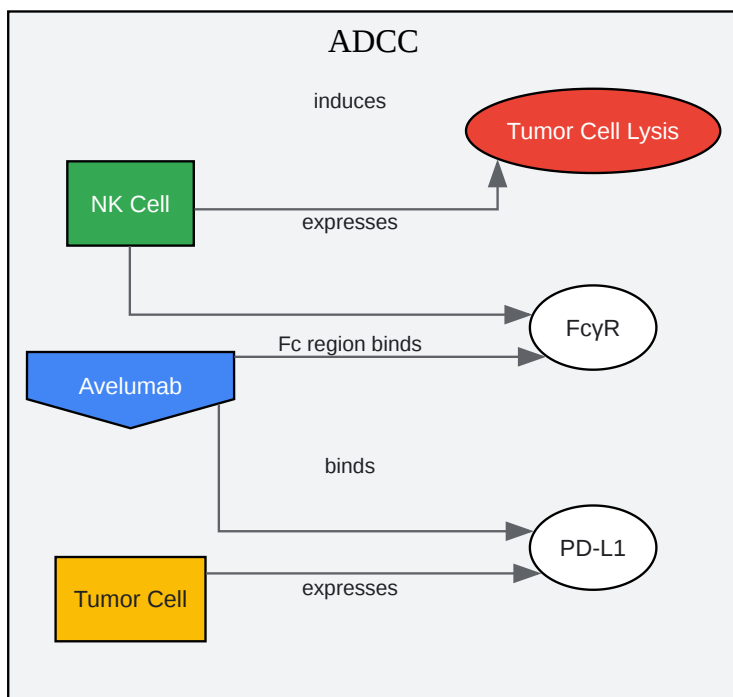 ADCC
induces
Tumor Cell Lysis
NK Cell
expresses
FcγR
Fc region binds
Avelumab
binds
PD-L1
expresses
Tumor Cell